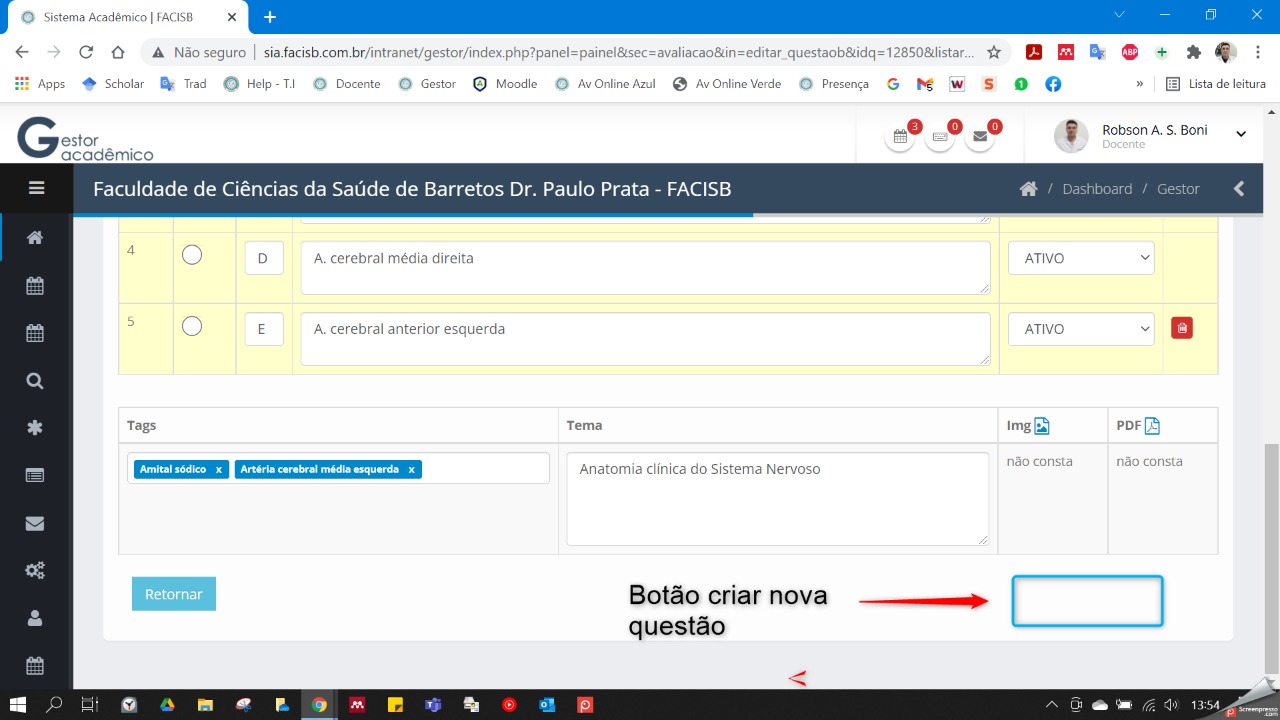 Sistema Acadêmico | FACISB
Não seguro | sia.facisb.com.br/intranet/gestor/index.php?panel=painel&sec=avaliacao&in=editar_questaob&idq=12850&listar...
ABP
Apps Scholar Trad Help - T I Docente Gestor Moodle Av Online Azul Av Online Verde Presença » Lista de leitura
Gestor
acadêmico
3 0 0
Robson A. S. Boni
Docente
Faculdade de Ciências da Saúde de Barretos Dr. Paulo Prata - FACISB
/ Dashboard / Gestor
4 D A. cerebral média direita ATIVO
5 E A. cerebral anterior esquerda ATIVO
Tags Tema Img PDF
Amital sódico x Artéria cerebral média esquerda x Anatomia clínica do Sistema Nervoso não consta não consta
Retornar
Botão criar nova
questão
13:54
Screenpresso
.com